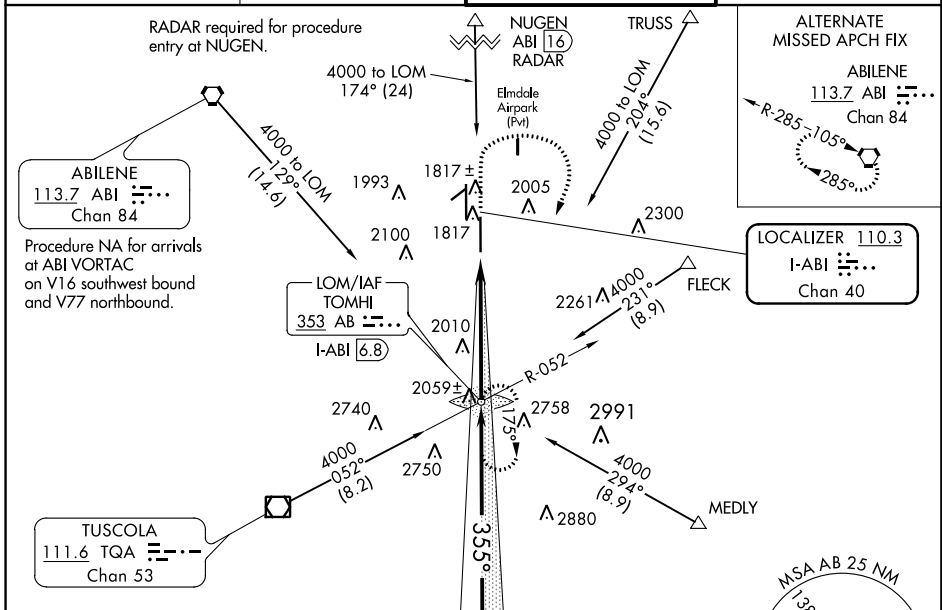 RADAR required for procedure
entry at NUGEN.
NUGEN
ABI 16
RADAR
TRUSS
ALTERNATE
MISSED APCH FIX
ABILENE
113.7 ABI
Chan 84
R-285
105°
285°
4000 to LOM
174° (24)
Elmdale
Airpark
(Pvt)
4000 to LOM
204°
(15.6)
4000 to LOM
129°
(14.6)
ABILENE
113.7 ABI
Chan 84
1993
1817 ±
2005
1817
2300
2100
Procedure NA for arrivals
at ABI VORTAC
on V16 southwest bound
and V77 northbound.
LOCALIZER 110.3
I-ABI
Chan 40
LOM/IAF
TOMHI
353 AB
I-ABI 6.8
FLECK
2261
4000
231°
(8.9)
2010
R-052
2059±
2740
2758
2991
175°
2750
4000
052°
(8.2)
4000
294°
(8.9)
MEDLY
2880
TUSCOLA
111.6 TQA
Chan 53
355°
MSA AB 25 NM